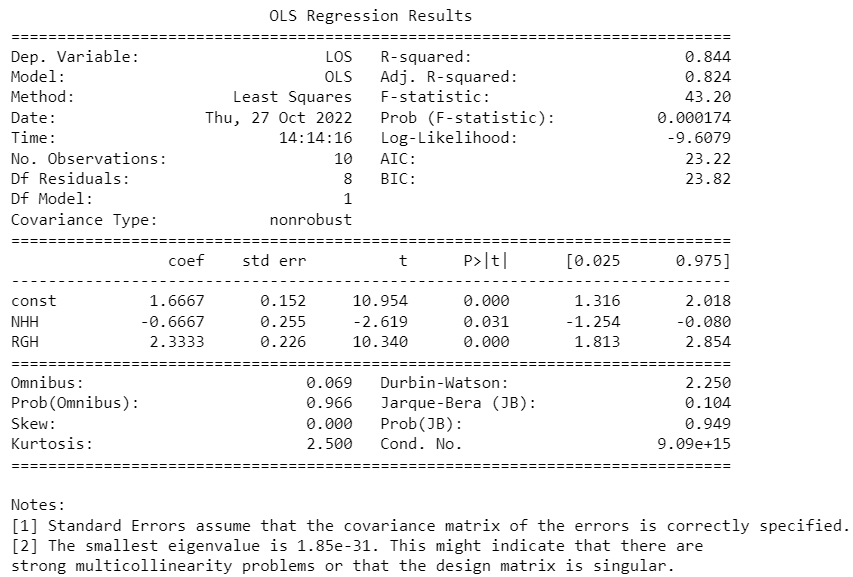 OLS Regression Results
==============================================================================
Dep. Variable:                    LOS   R-squared:                       0.844
Model:                            OLS   Adj. R-squared:                  0.824
Method:                 Least Squares   F-statistic:                     43.20
Date:                Thu, 27 Oct 2022   Prob (F-statistic):           0.000174
Time:                        14:14:16   Log-Likelihood:                -9.6079
No. Observations:                  10   AIC:                             23.22
Df Residuals:                       8   BIC:                             23.82
Df Model:                           1
Covariance Type:            nonrobust
==============================================================================
                 coef    std err          t      P>|t|      [0.025      0.975]
------------------------------------------------------------------------------
const          1.6667      0.152     10.954      0.000       1.316       2.018
NHH           -0.6667      0.255     -2.619      0.031      -1.254      -0.080
RGH            2.3333      0.226     10.340      0.000       1.813       2.854
==============================================================================
Omnibus:                        0.069   Durbin-Watson:                   2.250
Prob(Omnibus):                  0.966   Jarque-Bera (JB):                0.104
Skew:                           0.000   Prob(JB):                        0.949
Kurtosis:                       2.500   Cond. No.                     9.09e+15
==============================================================================
Notes:
[1] Standard Errors assume that the covariance matrix of the errors is correctly specified.
[2] The smallest eigenvalue is 1.85e-31. This might indicate that there are
strong multicollinearity problems or that the design matrix is singular.